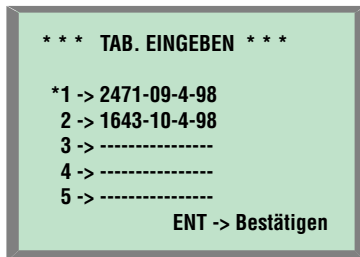 * * * TAB. EINGEBEN * * *
*1 -> 2471-09-4-98
2 -> 1643-10-4-98
3 -> ----------------
4 -> ----------------
5 -> ----------------
ENT -> Bestätigen